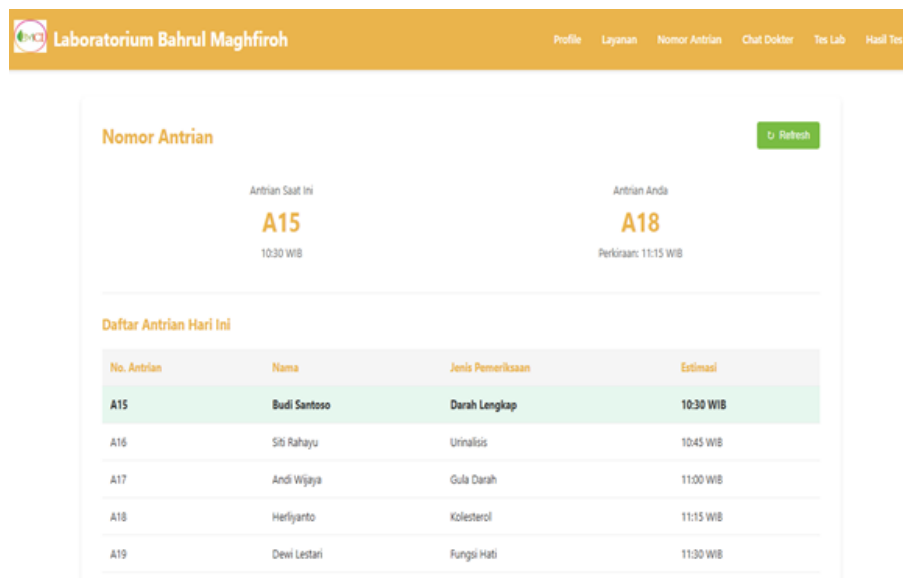 Laboratorium Bahrul Maghfiroh Profile Layanan Nomor Antrian Chat Dokter Tes Lab Hasil Tes
Nomor Antrian Refresh
Antrian Saat Ini Antrian Anda
A15 A18
10:30 WIB Perkiraan: 11:15 WIB
Daftar Antrian Hari Ini
No. Antrian Nama Jenis Pemeriksaan Estimasi
A15 Budi Santoso Darah Lengkap 10:30 WIB
A16 Siti Rahayu Urinalisis 10:45 WIB
A17 Andi Wijaya Gula Darah 11:00 WIB
A18 Herliyanto Kolesterol 11:15 WIB
A19 Dewi Lestari Fungsi Hati 11:30 WIB